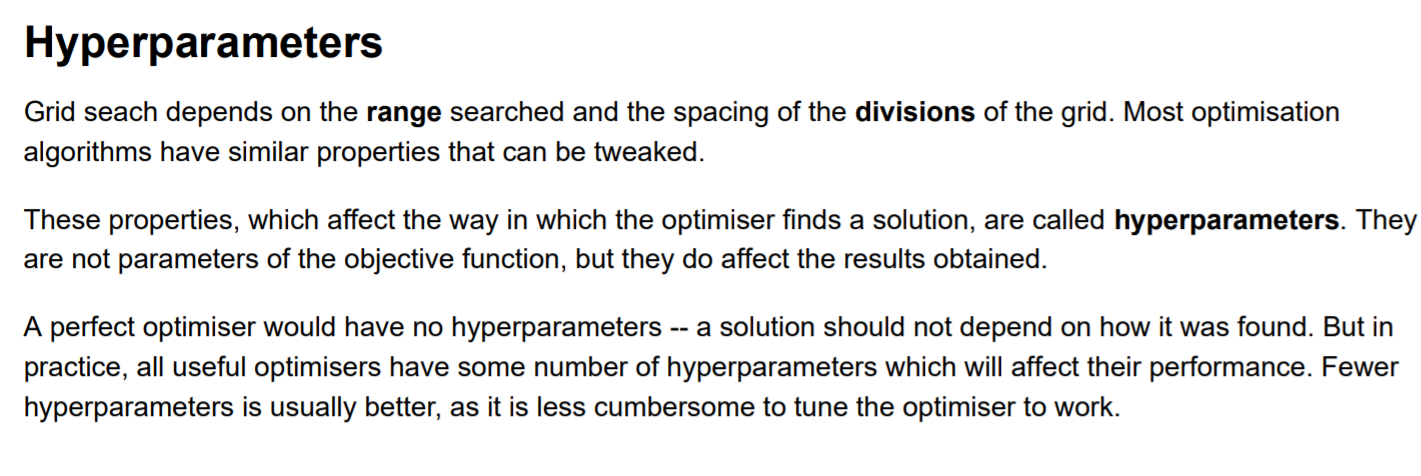 Hyperparameters
Grid seach depends on the range searched and the spacing of the divisions of the grid. Most optimisation
algorithms have similar properties that can be tweaked.
These properties, which affect the way in which the optimiser finds a solution, are called hyperparameters. They
are not parameters of the objective function, but they do affect the results obtained.
A perfect optimiser would have no hyperparameters -- a solution should not depend on how it was found. But in
practice, all useful optimisers have some number of hyperparameters which will affect their performance. Fewer
hyperparameters is usually better, as it is less cumbersome to tune the optimiser to work.